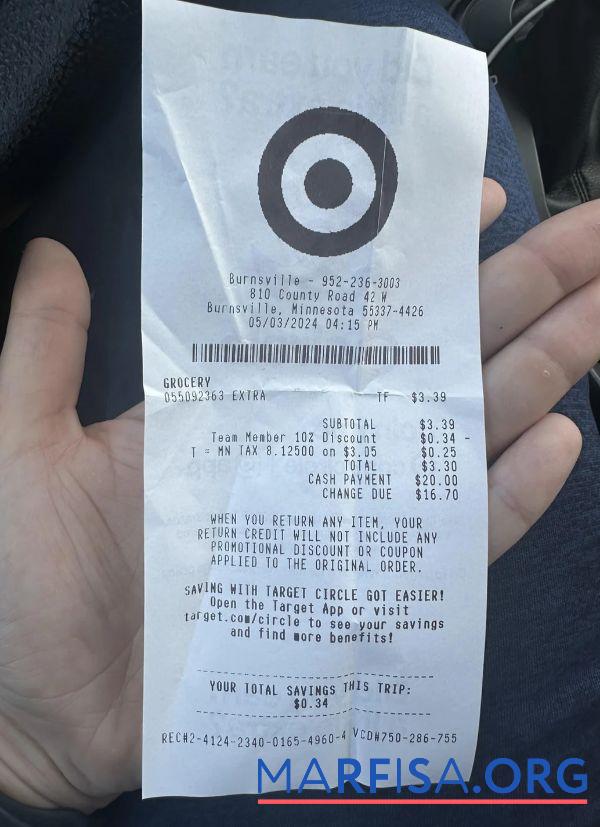 Burnsville - 952-236-3003
810 County Road 42 W
Burnsville, Minnesota 55337-4426
05/03/2024 04:15 PM
GROCERY
055092363 EXTRA TF $3.39
SUBTOTAL $3.39
Team Member 10% Discount $0.34 -
T = MN TAX 8.12500 on $3.05 $0.25
TOTAL $3.30
CASH PAYMENT $20.00
CHANGE DUE $16.70
WHEN YOU RETURN ANY ITEM, YOUR
RETURN CREDIT WILL NOT INCLUDE ANY
PROMOTIONAL DISCOUNT OR COUPON
APPLIED TO THE ORIGINAL ORDER.
SAVING WITH TARGET CIRCLE GOT EASIER!
Open the Target App or visit
target.com/circle to see your savings
and find more benefits!
YOUR TOTAL SAVINGS THIS TRIP:
$0.34
REC#2-4124-2340-0165-4960-4 VCD#750-286-755
MARFISA.ORG